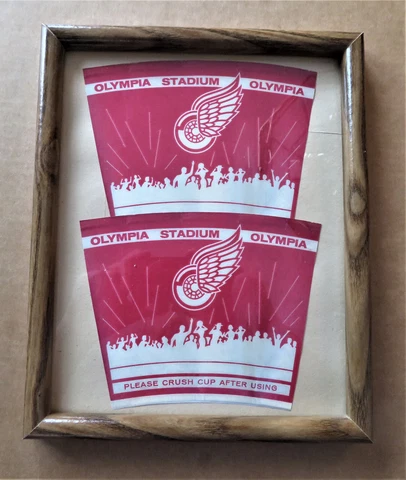 OLYMPIA STADIUM OLYMPIA
OLYMPIA STADIUM OLYMPIA
PLEASE CRUSH CUP AFTER USING